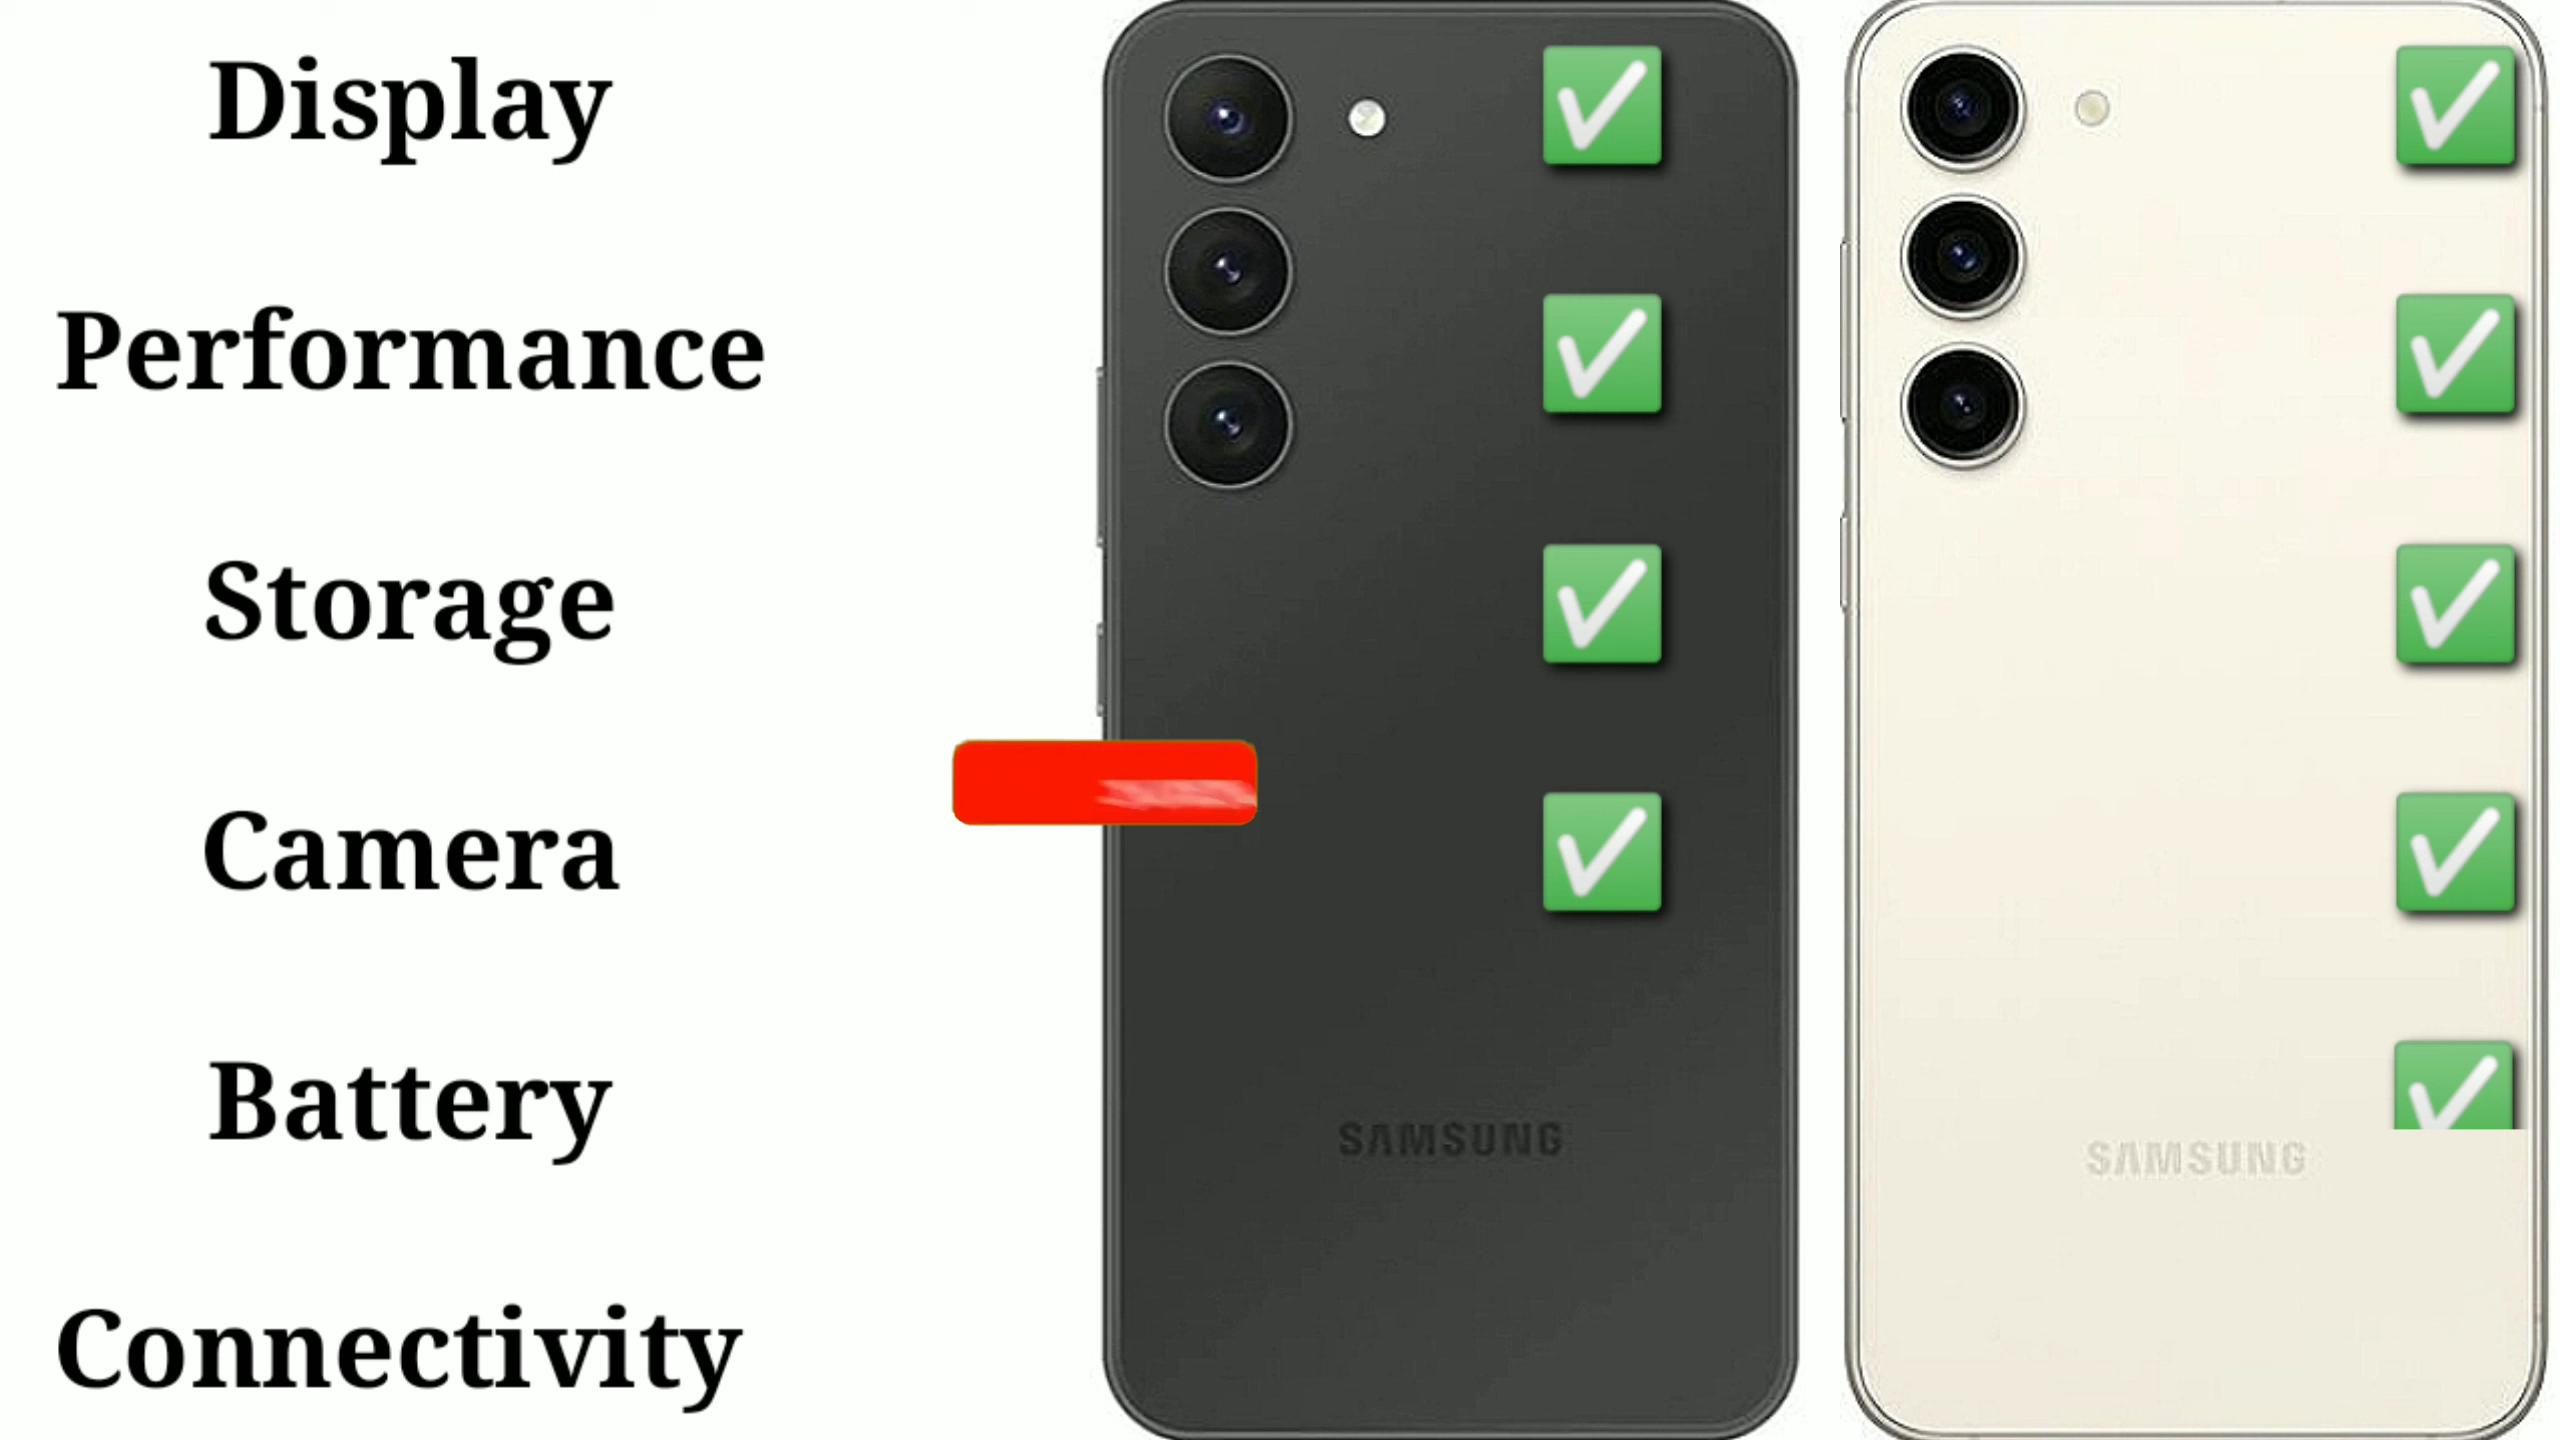 Display
Performance
Storage
Camera
Battery
Connectivity
SAMSUNG
SAMSUNG